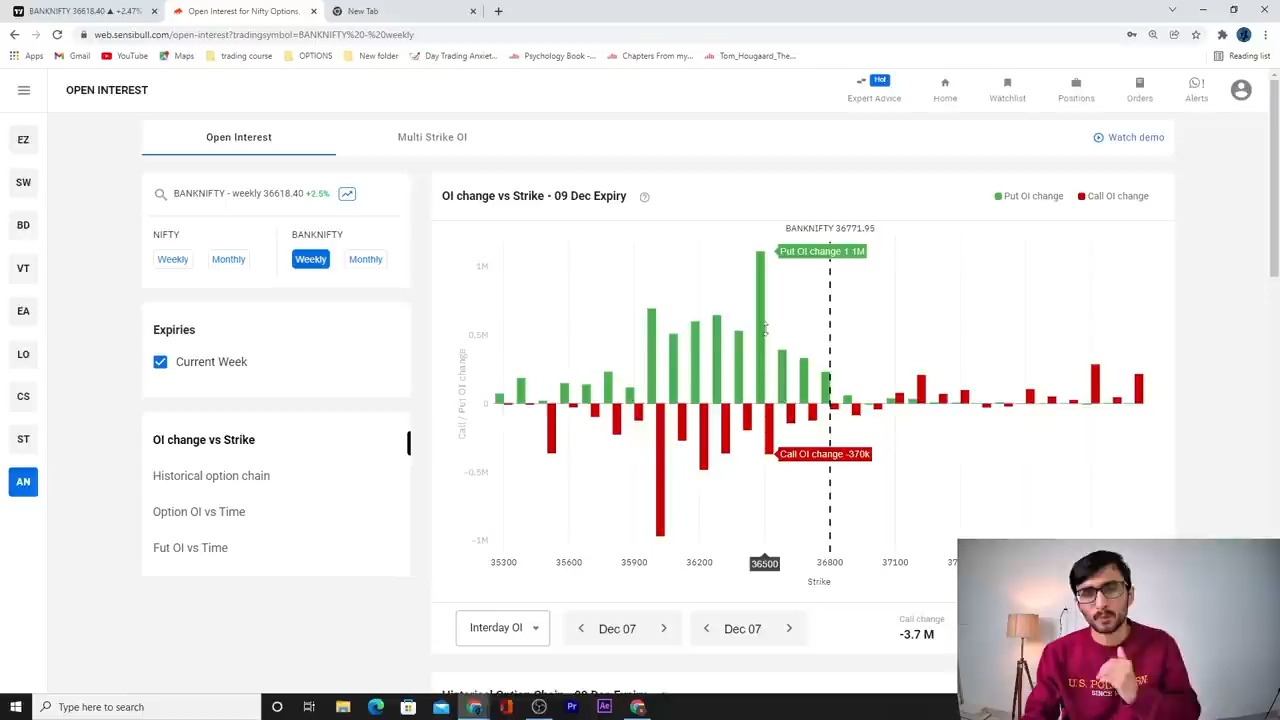 BANKNIFTY 36618.40 ▲ +2.47%
Open Interest for Nifty Options,
New Tab
web.sensibull.com/open-interest?tradingsymbol=BANKNIFTY%20-%20weekly
Apps
Gmail
YouTube
Maps
trading course
OPTIONS
New folder
Day Trading Anxiet...
Psychology Book -...
Chapters From my...
Tom_Hougaard_The...
Reading list
OPEN INTEREST
Hot
Expert Advice
Home
Watchlist
Positions
Orders
Alerts
EZ
SW
BD
VT
EA
LO
CS
ST
AN
Open Interest
Multi Strike OI
Watch demo
BANKNIFTY - weekly 36618.40 +2.5%
NIFTY
BANKNIFTY
Weekly
Monthly
Weekly
Monthly
Expiries
Current Week
OI change vs Strike
Historical option chain
Option OI vs Time
Fut OI vs Time
OI change vs Strike - 09 Dec Expiry
Put OI change
Call OI change
BANKNIFTY 36771.95
Put OI change 1.1M
Call OI change -370k
1M
0.5M
0
-0.5M
-1M
Call / Put OI change
35300
35600
35900
36200
36500
36800
37100
Strike
Interday OI
Dec 07
Dec 07
Call change
-3.7 M
U.S. POL
SINCE
Type here to search
Pr
Ae